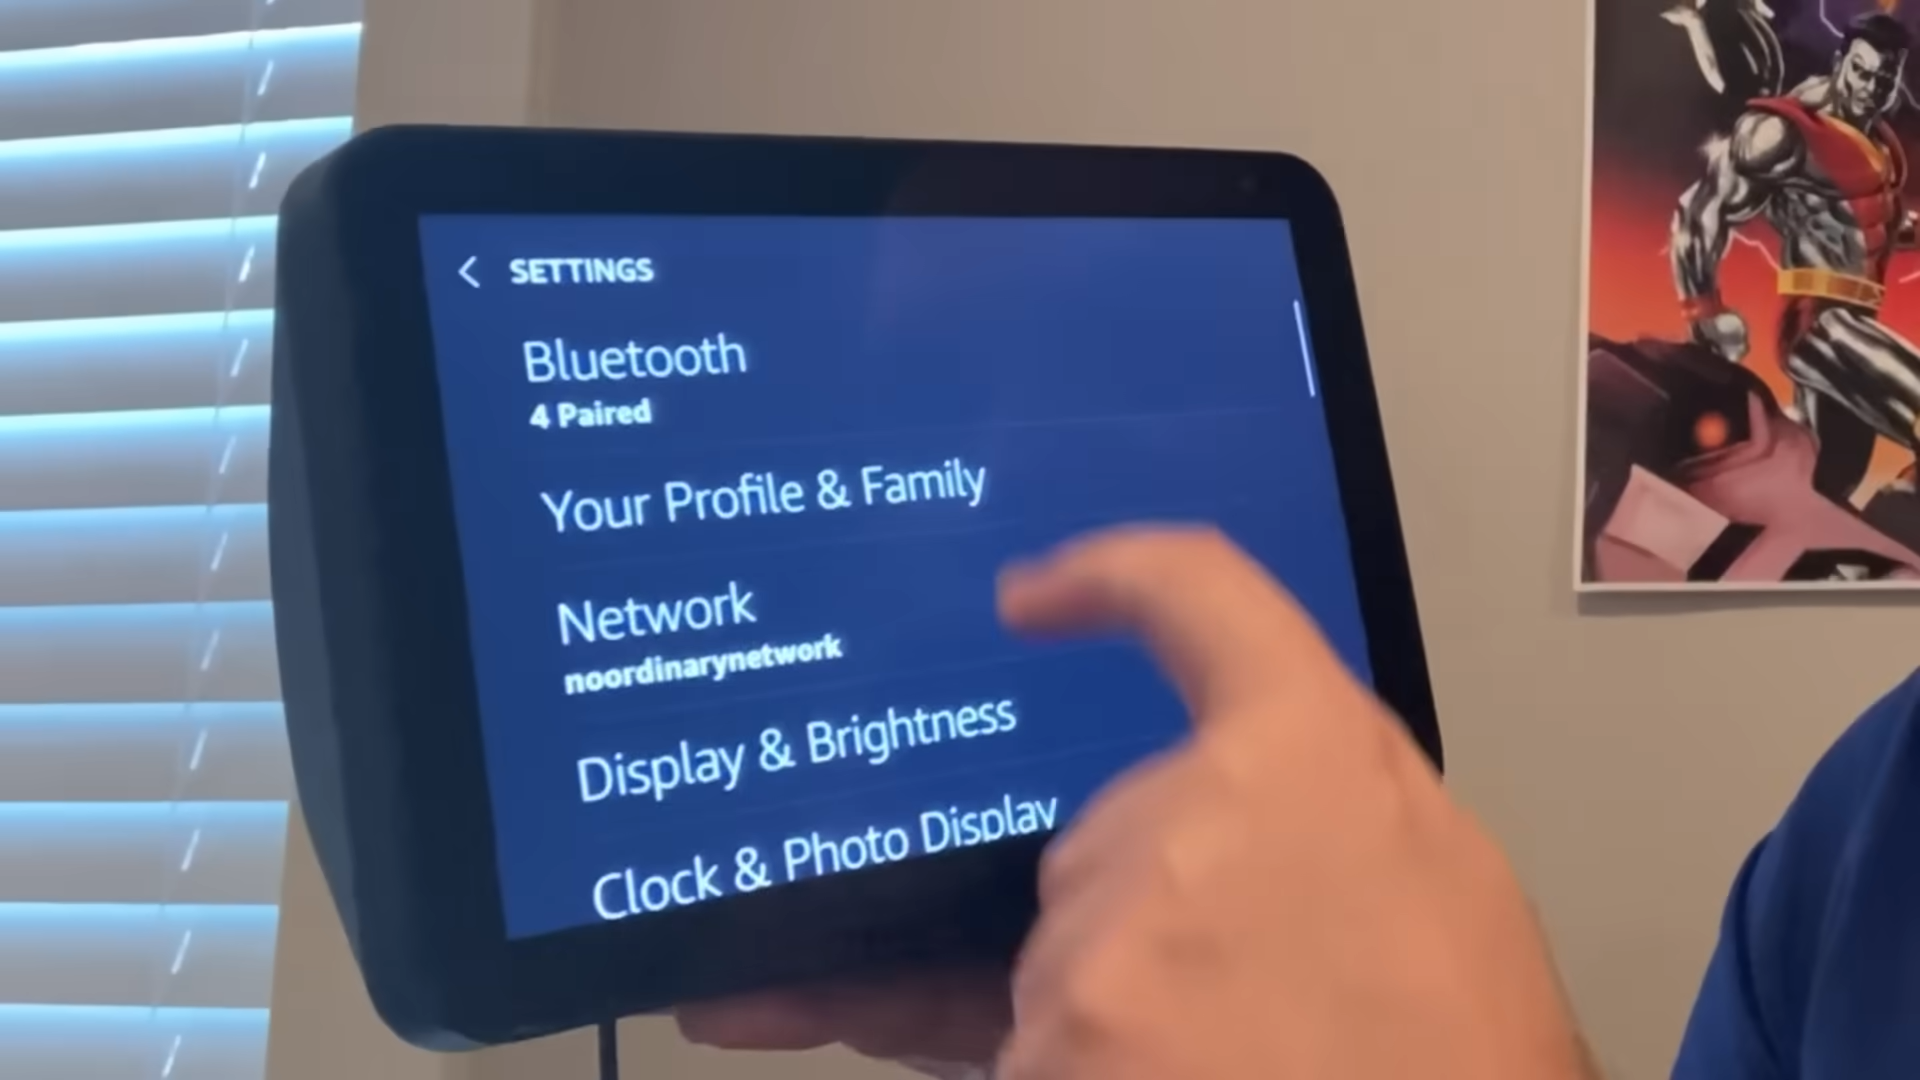 SETTINGS
Bluetooth
4 Paired
Your Profile & Family
Network
noordinarynetwork
Display & Brightness
Clock & Photo Display